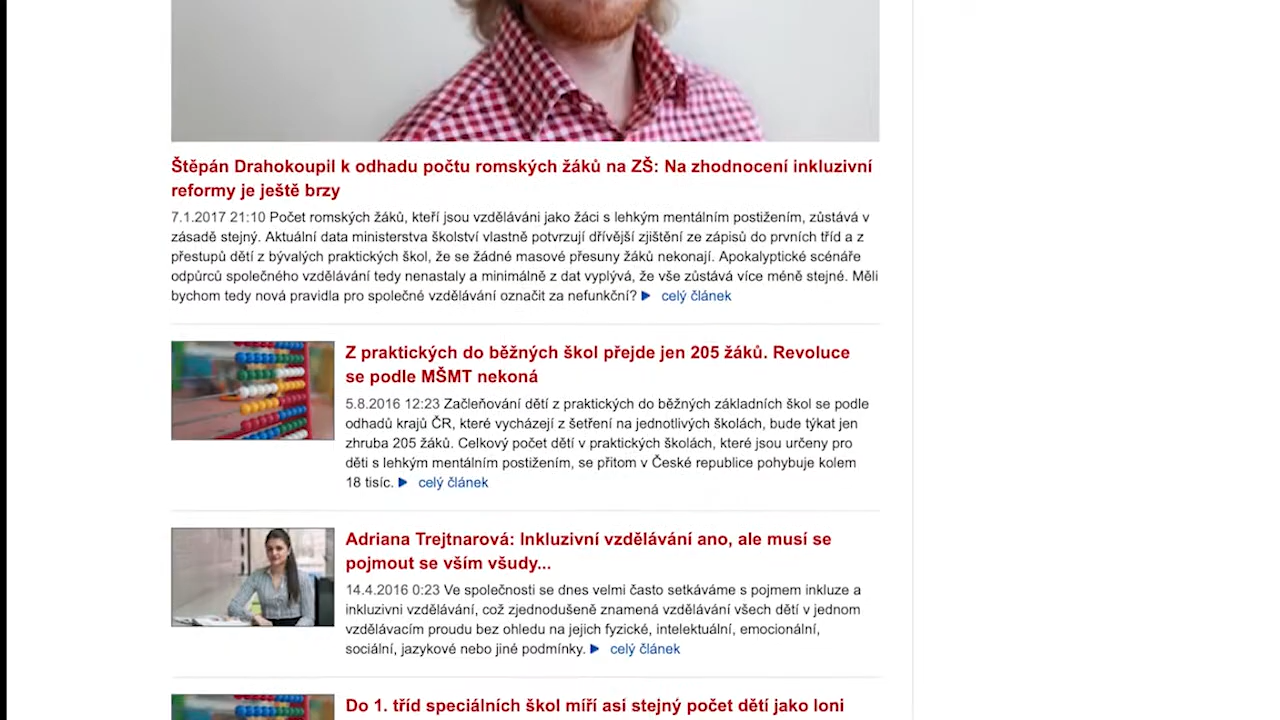 Štěpán Drahokoupil k odhadu počtu romských žáků na ZŠ: Na zhodnocení inkluzivní
reformy je ještě brzy
7.1.2017 21:10 Počet romských žáků, kteří jsou vzděláváni jako žáci s lehkým mentálním postižením, zůstává v
zásadě stejný. Aktuální data ministerstva školství vlastně potvrzují dřívější zjištění ze zápisů do prvních tříd a z
přestupů dětí z bývalých praktických škol, že se žádné masové přesuny žáků nekonají. Apokalyptické scénáře
odpůrců společného vzdělávání tedy nenastaly a minimálně z dat vyplývá, že vše zůstává více méně stejné. Měli
bychom tedy nová pravidla pro společné vzdělávání označit za nefunkční? celý článek
Z praktických do běžných škol přejde jen 205 žáků. Revoluce
se podle MŠMT nekoná
5.8.2016 12:23 Začleňování dětí z praktických do běžných základních škol se podle
odhadů krajů ČR, které vycházejí z šetření na jednotlivých školách, bude týkat jen
zhruba 205 žáků. Celkový počet dětí v praktických školách, které jsou určeny pro
děti s lehkým mentálním postižením, se přitom v České republice pohybuje kolem
18 tisíc. celý článek
Adriana Trejtnarová: Inkluzivní vzdělávání ano, ale musí se
pojmout se vším všudy...
14.4.2016 0:23 Ve společnosti se dnes velmi často setkáváme s pojmem inkluze a
inkluzivni vzdělávání, což zjednodušeně znamená vzdělávání všech dětí v jednom
vzdělávacím proudu bez ohledu na jejich fyzické, intelektuální, emocionální,
sociální, jazykové nebo jiné podmínky. celý článek
Do 1. tříd speciálních škol míří asi stejný počet dětí jako loni